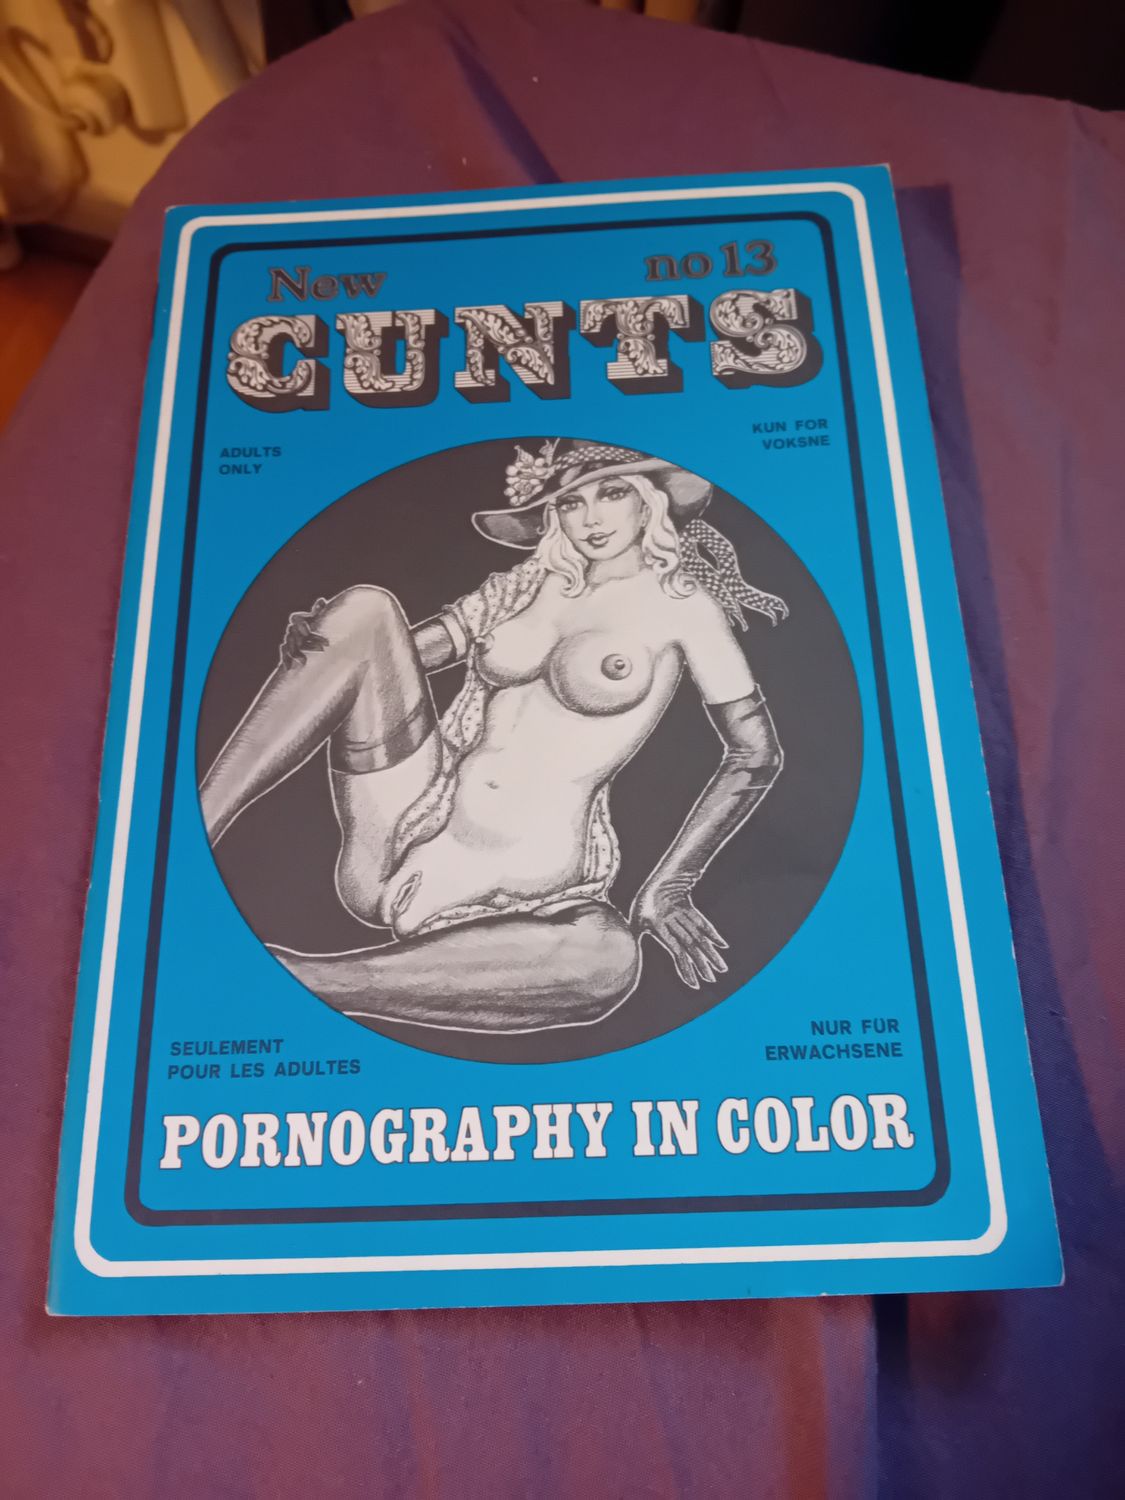 New no 13
CUNTS
ADULTS
ONLY
KUN FOR
VOKSNE
SEULEMENT
POUR LES ADULTES
NUR FÜR
ERWACHSENE
PORNOGRAPHY IN COLOR